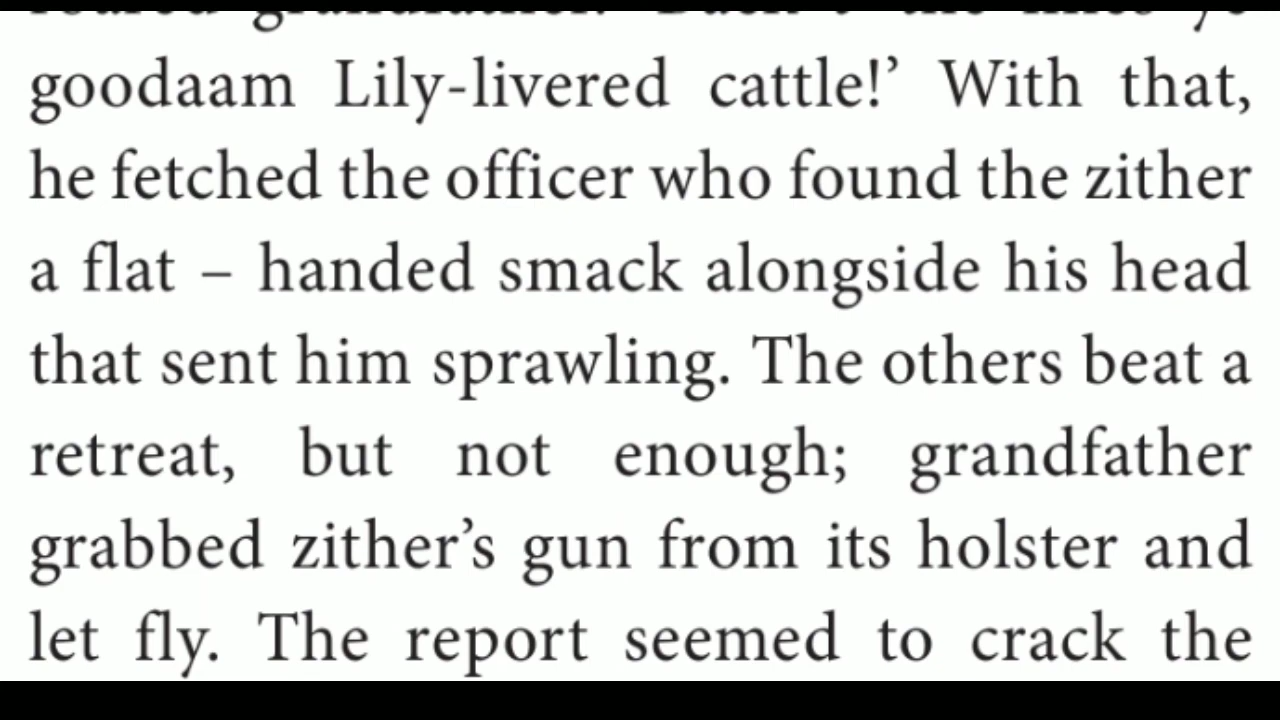 goodaam Lily-livered cattle!’ With that,
he fetched the officer who found the zither
a flat – handed smack alongside his head
that sent him sprawling. The others beat a
retreat, but not enough; grandfather
grabbed zither’s gun from its holster and
let fly. The report seemed to crack the